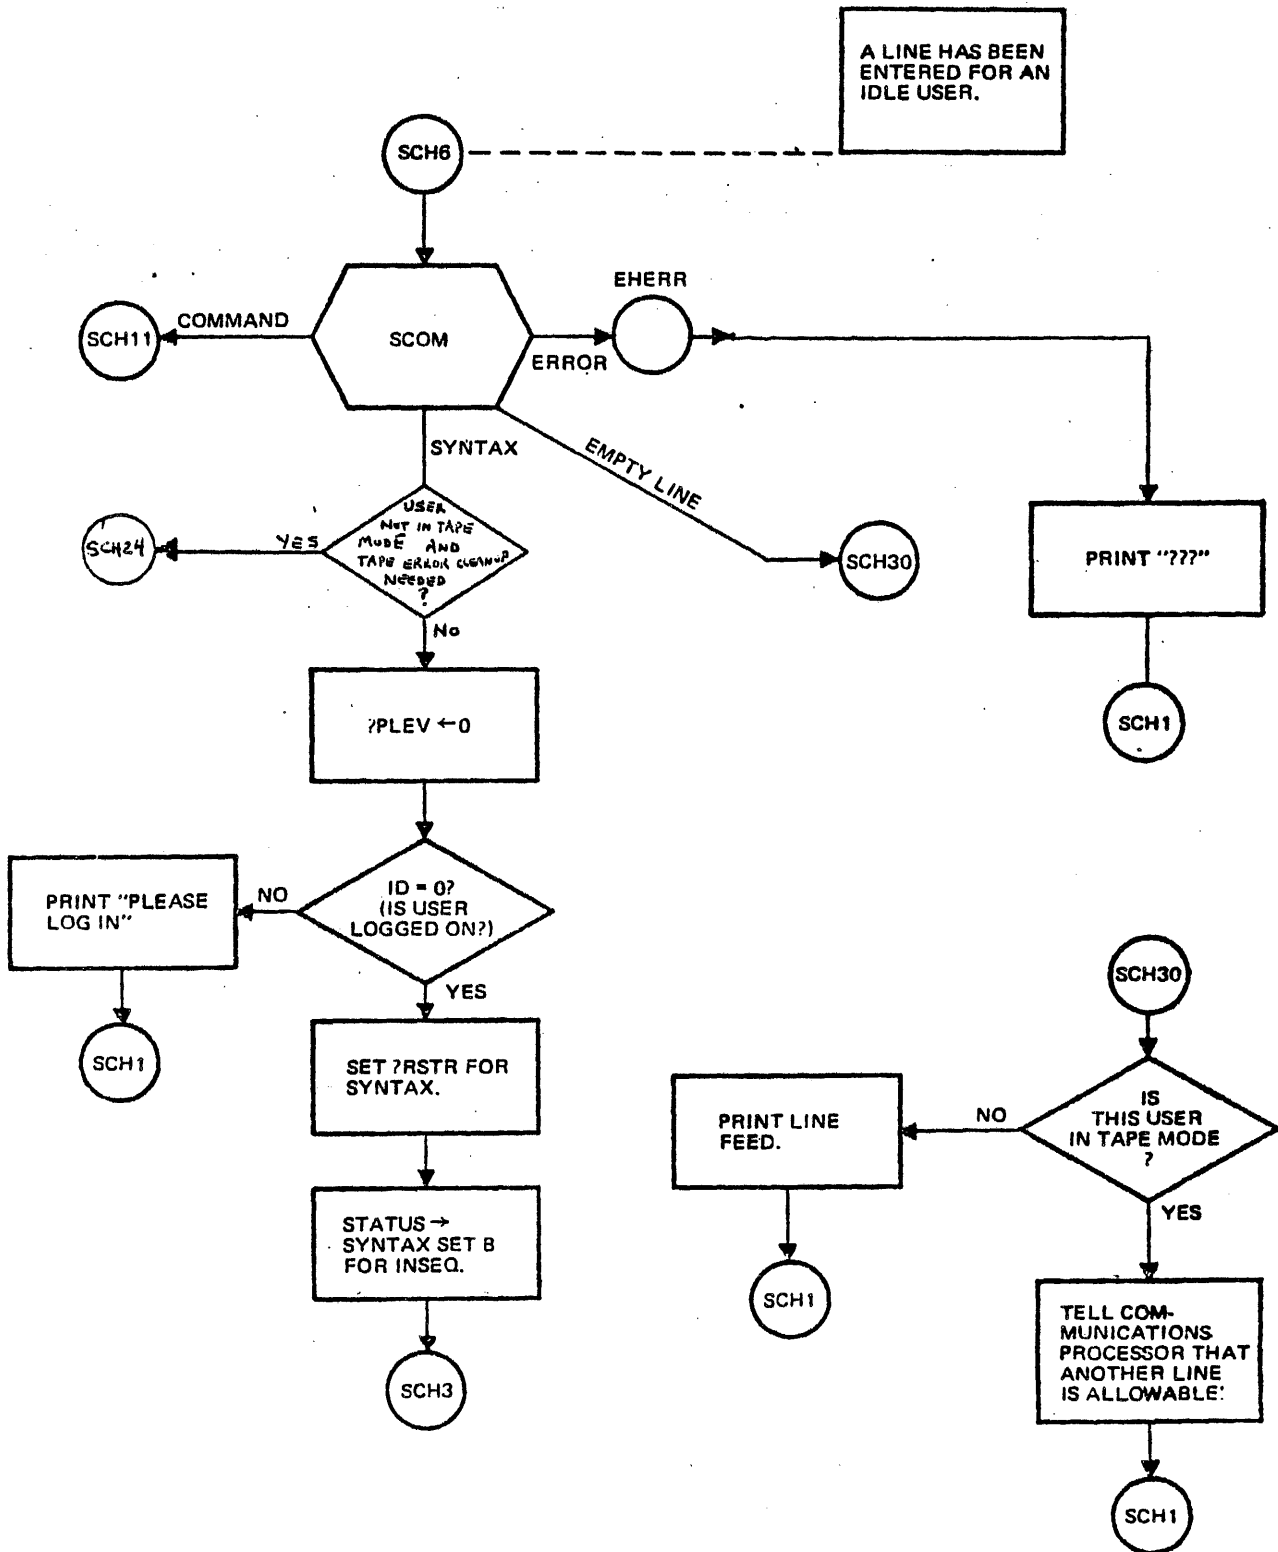 A LINE HAS BEEN
ENTERED FOR AN
IDLE USER.
SCH6
EHERR
COMMAND
SCH11
SCOM
ERROR
SYNTAX
EMPTY LINE
USER
NOT IN TAPE
MODE AND
TAPE ERROR CLEANUP
NEEDED
?
YES
SCH24
SCH30
PRINT "???"
No
?PLEV ←0
SCH1
ID = 0?
(IS USER
LOGGED ON?)
NO
PRINT "PLEASE
LOG IN"
YES
SCH1
SET ?RSTR FOR
SYNTAX.
STATUS →
SYNTAX SET B
FOR INSEQ.
SCH3
SCH30
IS
THIS USER
IN TAPE MODE
?
NO
PRINT LINE
FEED.
YES
SCH1
TELL COM-
MUNICATIONS
PROCESSOR THAT
ANOTHER LINE
IS ALLOWABLE.
SCH1